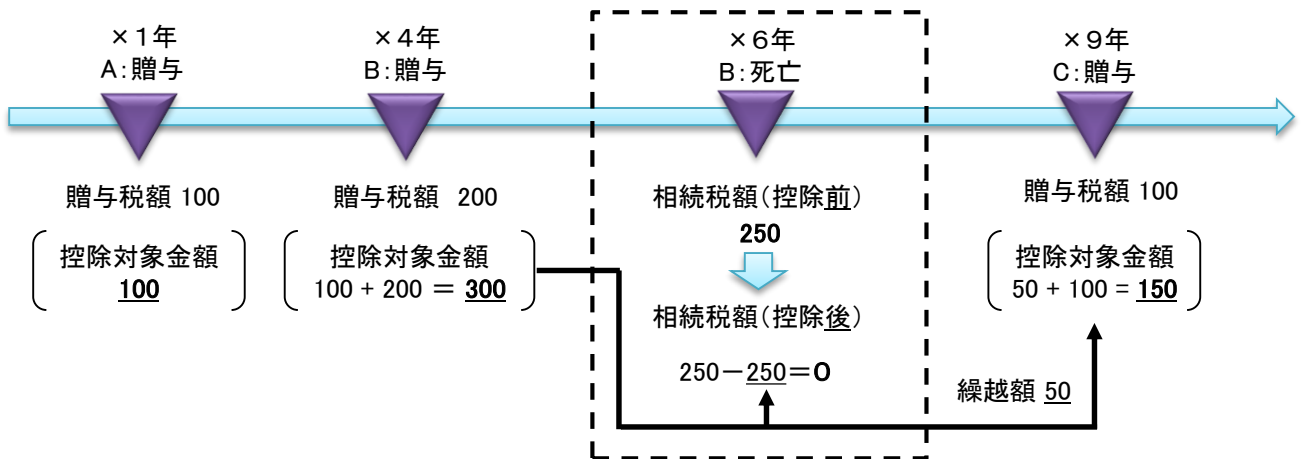 ×1年
A:贈与
贈与税額 100
控除対象金額
100
×4年
B:贈与
贈与税額 200
控除対象金額
100 + 200 = 300
×6年
B:死亡
相続税額(控除前)
250
相続税額(控除後)
250－250＝0
×9年
C:贈与
贈与税額 100
控除対象金額
50 + 100 = 150
繰越額 50